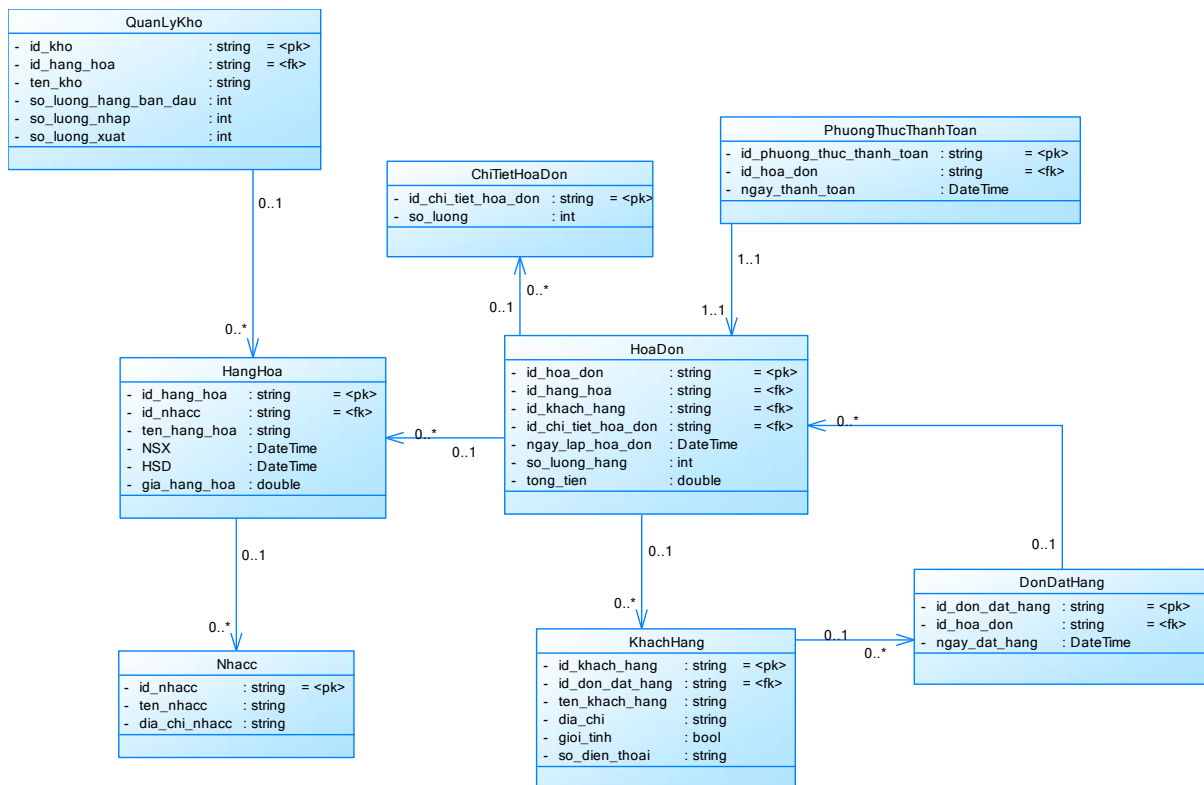 QuanLyKho
- id_kho : string = <pk>
- id_hang_hoa : string = <fk>
- ten_kho : string
- so_luong_hang_ban_dau : int
- so_luong_nhap : int
- so_luong_xuat : int
0..1
0..*
ChiTietHoaDon
- id_chi_tiet_hoa_don : string = <pk>
- so_luong : int
0..*
0..1
PhuongThucThanhToan
- id_phuong_thuc_thanh_toan : string = <pk>
- id_hoa_don : string = <fk>
- ngay_thanh_toan : DateTime
1..1
1..1
HangHoa
- id_hang_hoa : string = <pk>
- id_nhacc : string = <fk>
- ten_hang_hoa : string
- NSX : DateTime
- HSD : DateTime
- gia_hang_hoa : double
0..*
0..1
HoaDon
- id_hoa_don : string = <pk>
- id_hang_hoa : string = <fk>
- id_khach_hang : string = <fk>
- id_chi_tiet_hoa_don : string = <fk>
- ngay_lap_hoa_don : DateTime
- so_luong_hang : int
- tong_tien : double
0..*
0..1
0..1
0..*
0..1
0..*
Nhacc
- id_nhacc : string = <pk>
- ten_nhacc : string
- dia_chi_nhacc : string
KhachHang
- id_khach_hang : string = <pk>
- id_don_dat_hang : string = <fk>
- ten_khach_hang : string
- dia_chi : string
- gioi_tinh : bool
- so_dien_thoai : string
0..1
0..*
DonDatHang
- id_don_dat_hang : string = <pk>
- id_hoa_don : string = <fk>
- ngay_dat_hang : DateTime